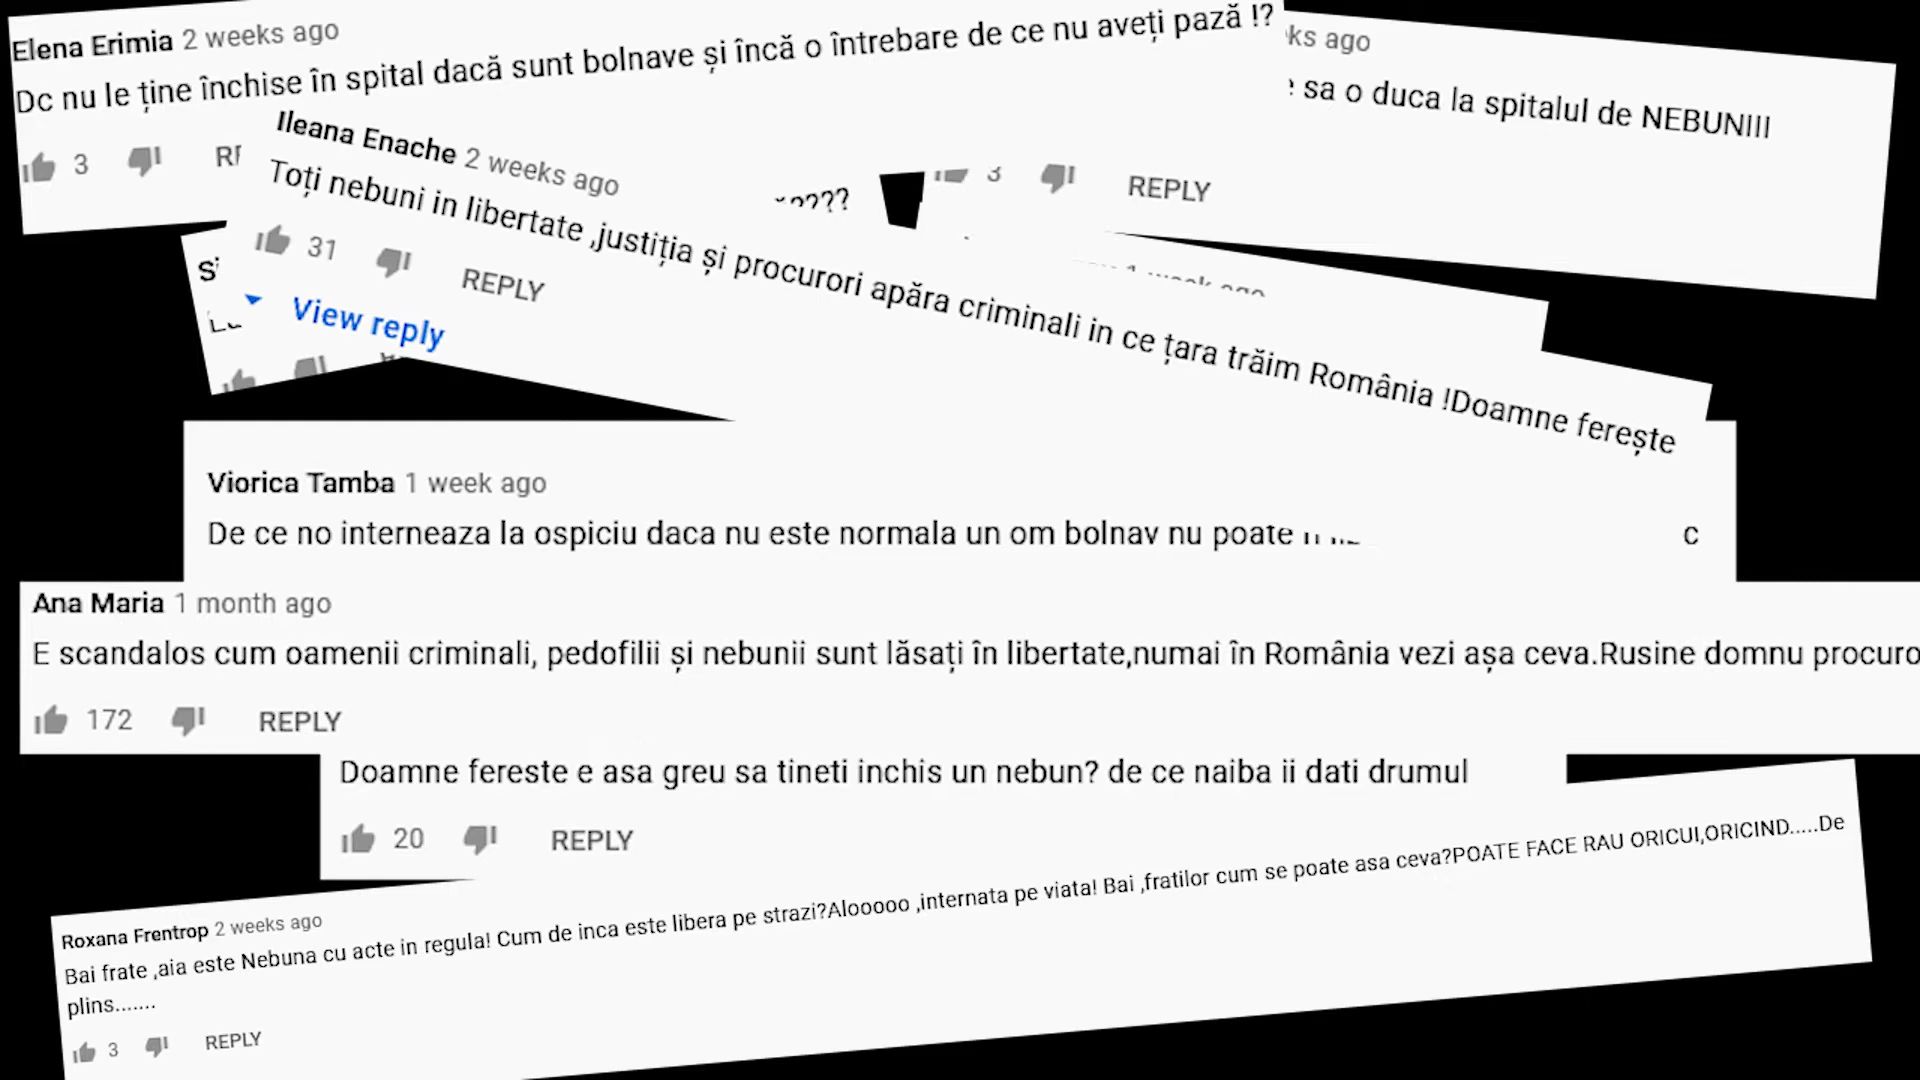 Elena Erimia 2 weeks ago
Dc nu le ține închise în spital dacă sunt bolnave și încă o întrebare de ce nu aveți pază !?
3
ago
sa o duca la spitalul de NEBUNIII
3 REPLY
Ileana Enache 2 weeks ago
Toți nebuni in libertate ,justiția și procurori apăra criminali in ce țara trăim România !Doamne ferește
31 REPLY
View reply
???
1 week ago
Viorica Tamba 1 week ago
De ce no interneaza la ospiciu daca nu este normala un om bolnav nu poate
Ana Maria 1 month ago
E scandalos cum oamenii criminali, pedofilii și nebunii sunt lăsați în libertate,numai în România vezi așa ceva.Rusine domnu procuro
172 REPLY
Doamne fereste e asa greu sa tineti inchis un nebun? de ce naiba ii dati drumul
20 REPLY
Roxana Frentrop 2 weeks ago
Bai frate ,aia este Nebuna cu acte in regula! Cum de inca este libera pe strazi?Alooooo ,internata pe viata! Bai ,fratilor cum se poate asa ceva?POATE FACE RAU ORICUI,ORICIND.....De
plins.......
3 REPLY